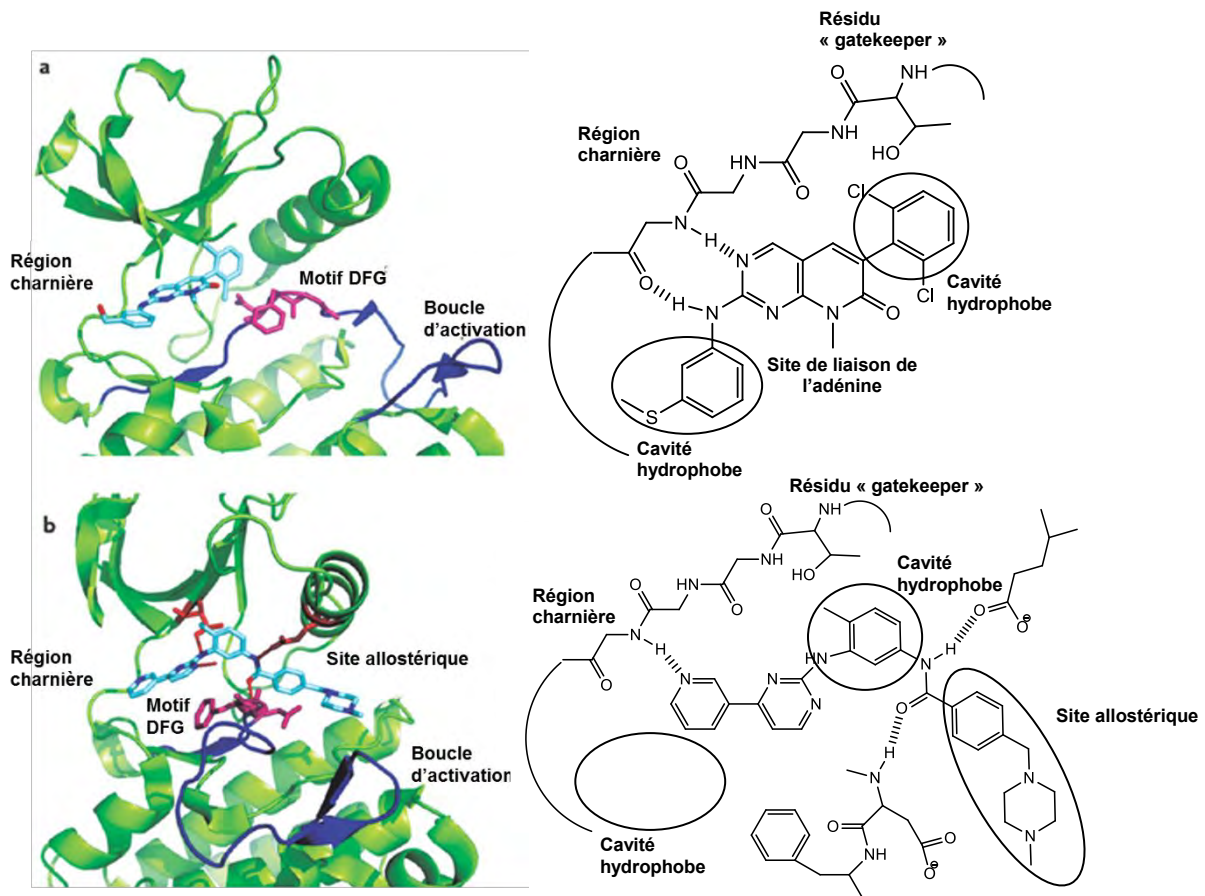 a
Région
charnière
Motif DFG
Boucle
d'activation
Résidu
« gatekeeper »
Région
charnière
O
NH
O
NH
HO
NH
O
O
N
H
O
H
N
N
N
N
O
N
Cl
Cl
Cavité
hydrophobe
Site de liaison de
l'adénine
S
Cavité
hydrophobe
b
Région
charnière
Site allostérique
Motif
DFG
Boucle
d'activation
Résidu « gatekeeper »
Région
charnière
Cavité
hydrophobe
O
NH
O
NH
HO
NH
O
O
N
H
O
N
HN
N
N
O
O
⊖
H
N
O
H
N
O
NH
O
O
⊖
N
N
Site allostérique
Cavité
hydrophobe